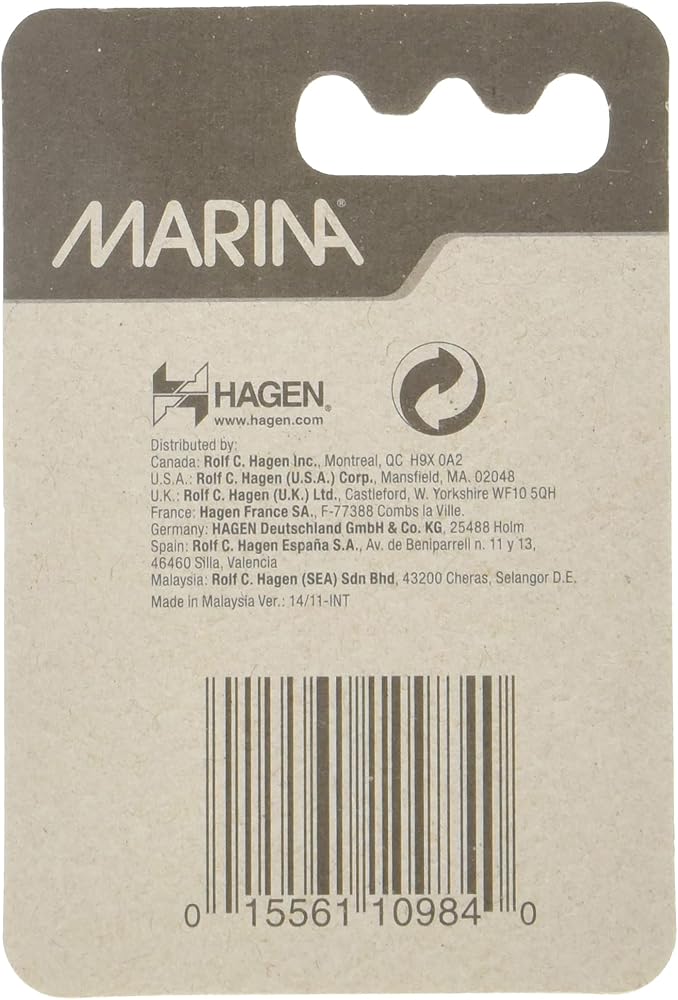 MARINA®
HAGEN®
www.hagen.com
Distributed by:
Canada: Rolf C. Hagen Inc., Montreal, QC H9X 0A2
U.S.A.: Rolf C. Hagen (U.S.A.) Corp., Mansfield, MA. 02048
U.K.: Rolf C. Hagen (U.K.) Ltd., Castleford, W. Yorkshire WF10 5QH
France: Hagen France SA., F-77388 Combs la Ville.
Germany: HAGEN Deutschland GmbH & Co. KG, 25488 Holm
Spain: Rolf C. Hagen España S.A., Av. de Beniparrell n. 11 y 13,
46460 Silla, Valencia
Malaysia: Rolf C. Hagen (SEA) Sdn Bhd, 43200 Cheras, Selangor D.E.
Made in Malaysia Ver.: 14/11-INT
0 15561 10984 0